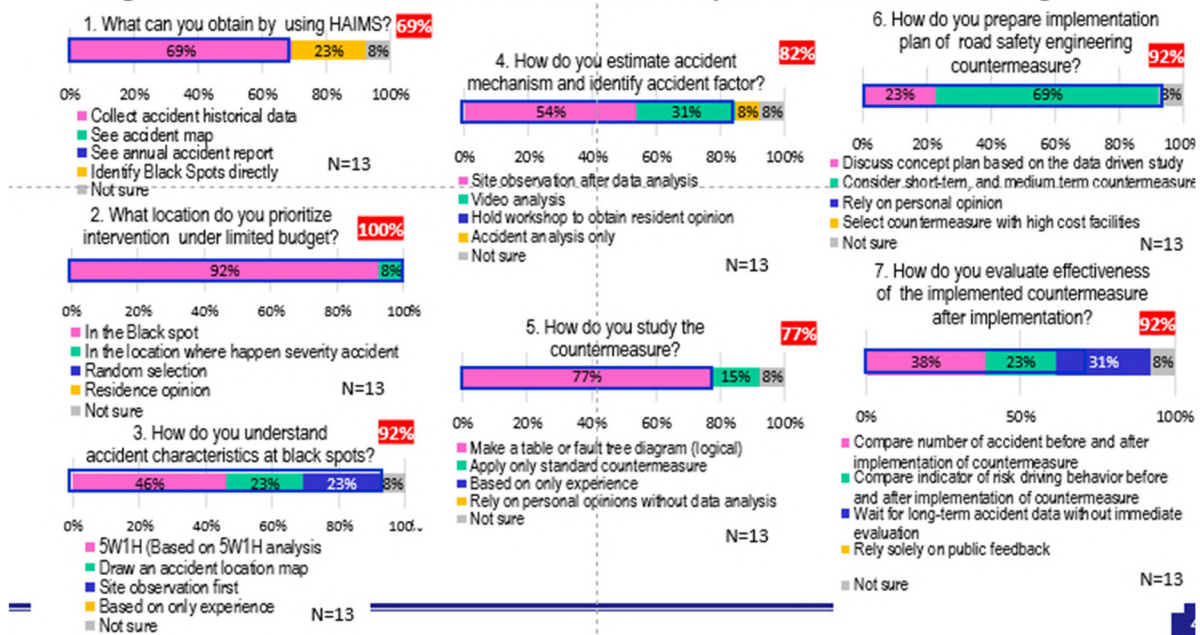 1. What can you obtain by using HAIMS?
69%
69% 23% 8%
0% 20% 40% 60% 80% 100%
Collect accident historical data
See accident map
See annual accident report
Identify Black Spots directly
Not sure
N=13
2. What location do you prioritize
intervention under limited budget?
100%
92% 8%
0% 20% 40% 60% 80% 100%
In the Black spot
In the location where happen severity accident
Random selection
Residence opinion
Not sure
N=13
3. How do you understand
accident characteristics at black spots?
92%
46% 23% 23% 8%
0% 20% 40% 60% 80% 100
5W1H (Based on 5W1H analysis
Draw an accident location map
Site observation first
Based on only experience
Not sure
N=13
4. How do you estimate accident
mechanism and identify accident factor?
82%
54% 31% 8% 8%
0% 20% 40% 60% 80% 100%
Site observation after data analysis
Video analysis
Hold workshop to obtain resident opinion
Accident analysis only
Not sure
N=13
5. How do you study the
countermeasure?
77%
77% 15% 8%
0% 20% 40% 60% 80% 100%
Make a table or fault tree diagram (logical)
Apply only standard countermeasure
Based on only experience
Rely on personal opinions without data analysis
Not sure
N=13
6. How do you prepare implementation
plan of road safety engineering
countermeasure?
92%
23% 69% 8%
0% 20% 40% 60% 80% 100%
Discuss concept plan based on the data driven study
Consider short-term, and medium term countermeasure
Rely on personal opinion
Select countermeasure with high cost facilities
Not sure
N=13
7. How do you evaluate effectiveness
of the implemented countermeasure
after implementation?
92%
38% 23% 31% 8%
0% 50% 100%
Compare number of accident before and after
implementation of countermeasure
Compare indicator of risk driving behavior before
and after implementation of countermeasure
Wait for long-term accident data without immediate
evaluation
Rely solely on public feedback
Not sure
N=13